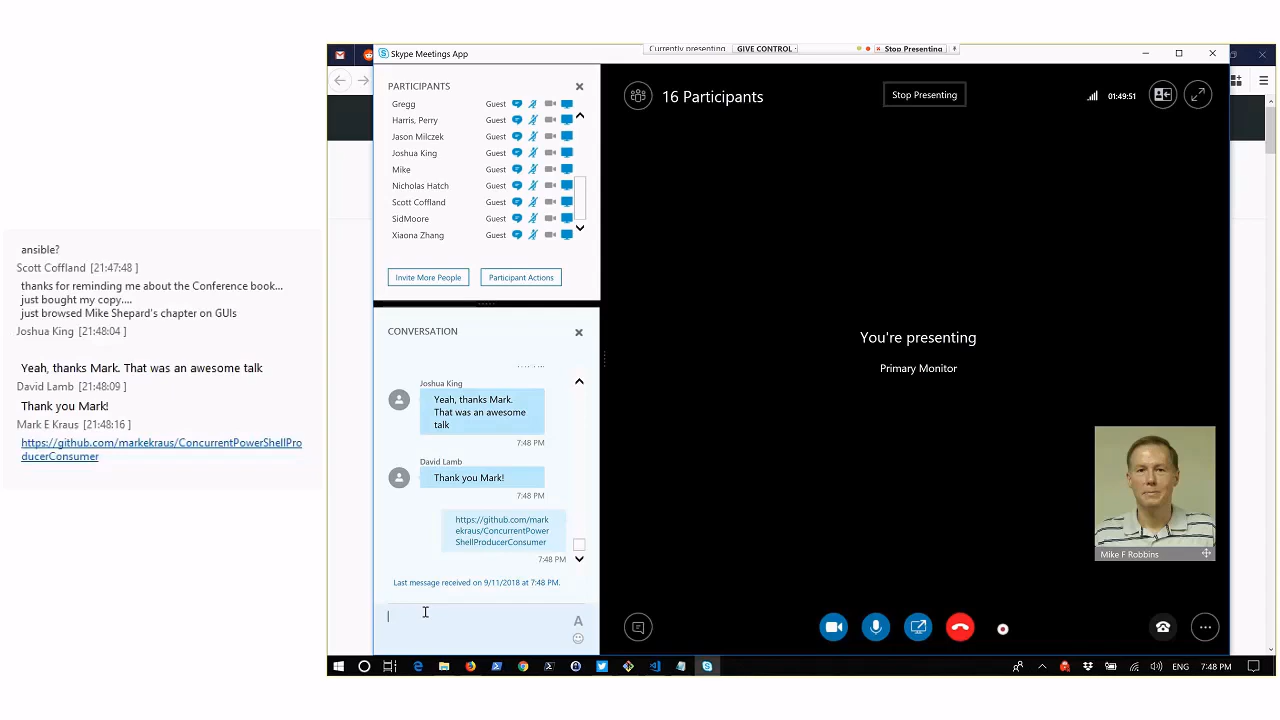 ansible?
Scott Coffland [21:47:48 ]
thanks for reminding me about the Conference book...
just bought my copy....
just browsed Mike Shepard's chapter on GUIs
Joshua King [21:48:04 ]
Yeah, thanks Mark. That was an awesome talk
David Lamb [21:48:09 ]
Thank you Mark!
Mark E Kraus [21:48:16 ]
https://github.com/markekraus/ConcurrentPowerShellPro
ducerConsumer
Skype Meetings App
Currently presenting
GIVE CONTROL
Stop Presenting
PARTICIPANTS
Gregg Guest
Harris, Perry Guest
Jason Milczek Guest
Joshua King Guest
Mike Guest
Nicholas Hatch Guest
Scott Coffland Guest
SidMoore Guest
Xiaona Zhang Guest
Invite More People
Participant Actions
CONVERSATION
Joshua King
Yeah, thanks Mark.
That was an awesome
talk
7:48 PM
David Lamb
Thank you Mark!
7:48 PM
https://github.com/mark
ekraus/ConcurrentPower
ShellProducerConsumer
7:48 PM
Last message received on 9/11/2018 at 7:48 PM.
A
16 Participants
Stop Presenting
01:49:51
You're presenting
Primary Monitor
Mike F Robbins
ENG
7:48 PM